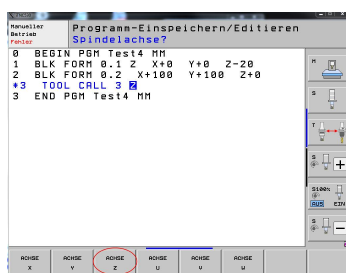 Manueller
Betrieb
Fehler
Programm-Einspeichern/Editieren
Spindelachse?
0 BEGIN PGM Test4 MM
1 BLK FORM 0.1 Z X+0 Y+0 Z-20
2 BLK FORM 0.2 X+100 Y+100 Z+0
*3 TOOL CALL 3 Z
3 END PGM Test4 MM
M
S
T
S
+
S100%
AUS EIN
S
-
ACHSE ACHSE ACHSE ACHSE ACHSE ACHSE
X Y Z U V W